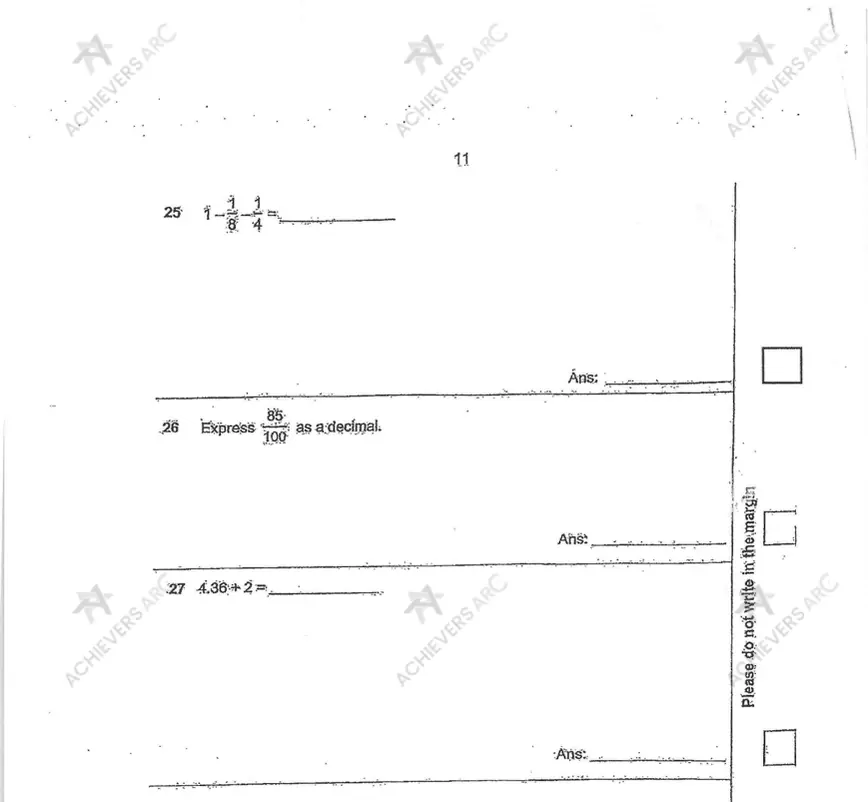 ACHIEVERS ARC ACHIEVERS ARC ACHIEVERS ARC
11
25 1 − 1/8 − 1/4 = ________
Ans: ________
26 Express 85/100 as a decimal.
Ans: ________
27 4.36 + 2 = ________
ACHIEVERS ARC ACHIEVERS ARC ACHIEVERS ARC
Ans: ________
Please do not write in the margin